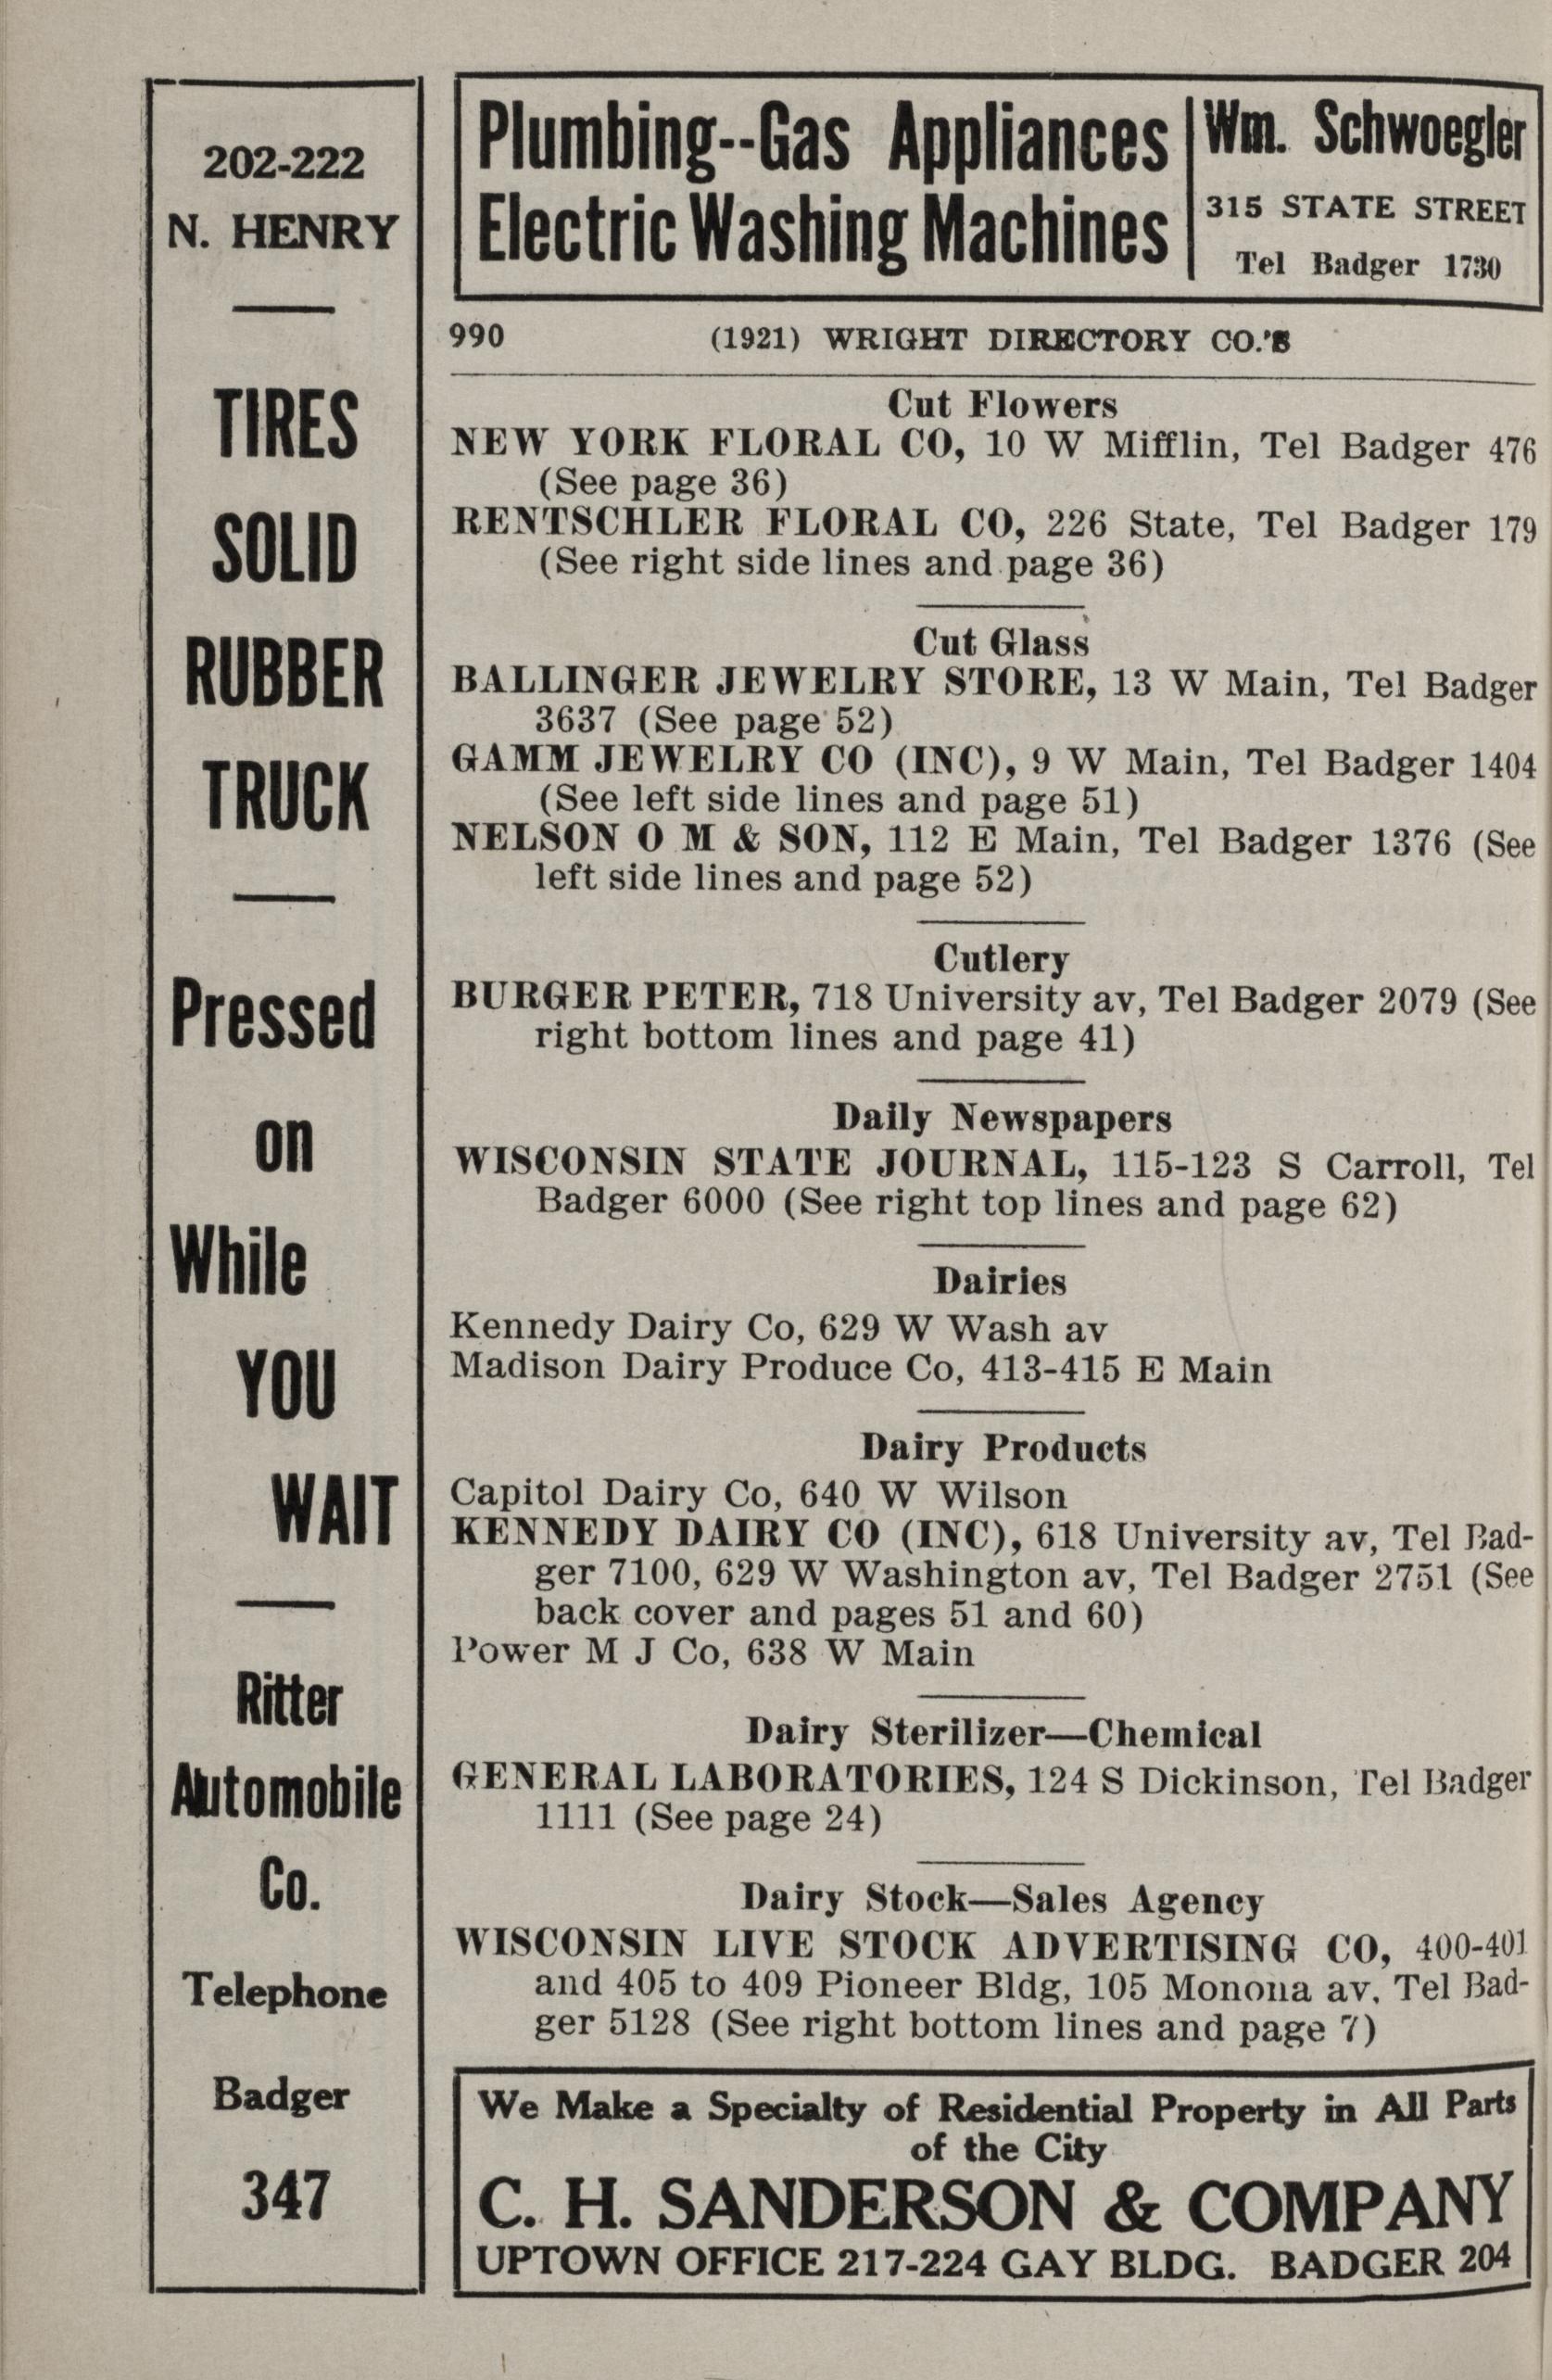 202-222
N. HENRY
TIRES
SOLID
RUBBER
TRUCK
Pressed
on
While
YOU
WAIT
Ritter
Automobile
Co.
Telephone
Badger
347
Plumbing--Gas Appliances
Electric Washing Machines
Wm. Schwoegler
315 STATE STREET
Tel Badger 1730
990 (1921) WRIGHT DIRECTORY CO.'S
Cut Flowers
NEW YORK FLORAL CO, 10 W Mifflin, Tel Badger 476
(See page 36)
RENTSCHLER FLORAL CO, 226 State, Tel Badger 179
(See right side lines and page 36)
Cut Glass
BALLINGER JEWELRY STORE, 13 W Main, Tel Badger
3637 (See page 52)
GAMM JEWELRY CO (INC), 9 W Main, Tel Badger 1404
(See left side lines and page 51)
NELSON O M & SON, 112 E Main, Tel Badger 1376 (See
left side lines and page 52)
Cutlery
BURGER PETER, 718 University av, Tel Badger 2079 (See
right bottom lines and page 41)
Daily Newspapers
WISCONSIN STATE JOURNAL, 115-123 S Carroll, Tel
Badger 6000 (See right top lines and page 62)
Dairies
Kennedy Dairy Co, 629 W Wash av
Madison Dairy Produce Co, 413-415 E Main
Dairy Products
Capitol Dairy Co, 640 W Wilson
KENNEDY DAIRY CO (INC), 618 University av, Tel Bad-
ger 7100, 629 W Washington av, Tel Badger 2751 (See
back cover and pages 51 and 60)
Power M J Co, 638 W Main
Dairy Sterilizer—Chemical
GENERAL LABORATORIES, 124 S Dickinson, Tel Badger
1111 (See page 24)
Dairy Stock—Sales Agency
WISCONSIN LIVE STOCK ADVERTISING CO, 400-401
and 405 to 409 Pioneer Bldg, 105 Monona av, Tel Bad-
ger 5128 (See right bottom lines and page 7)
We Make a Specialty of Residential Property in All Parts
of the City
C. H. SANDERSON & COMPANY
UPTOWN OFFICE 217-224 GAY BLDG. BADGER 204